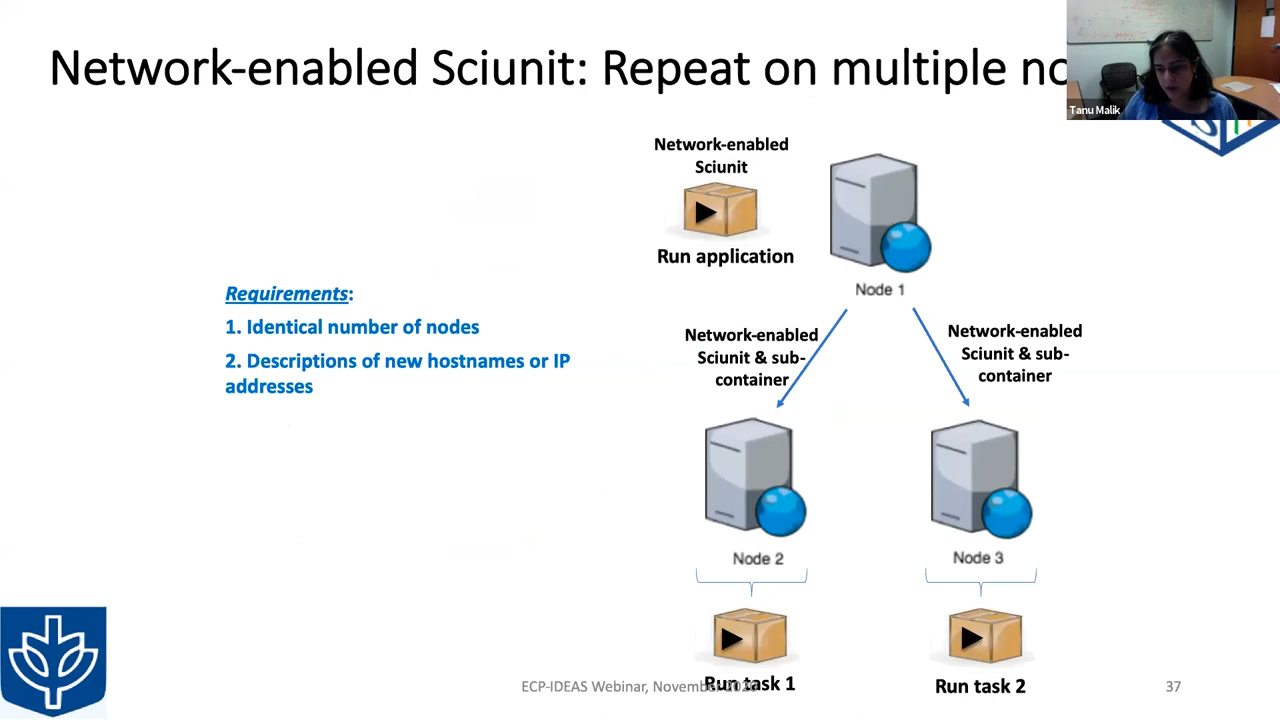 Network-enabled Sciunit: Repeat on multiple
Tanu Malik
Network-enabled
Sciunit
Run application
Node 1
Requirements:
1. Identical number of nodes
2. Descriptions of new hostnames or IP
addresses
Network-enabled
Sciunit & sub-
container
Network-enabled
Sciunit & sub-
container
Node 2
Node 3
Run task 1
Run task 2
ECP-IDEAS Webinar, November 2020
37